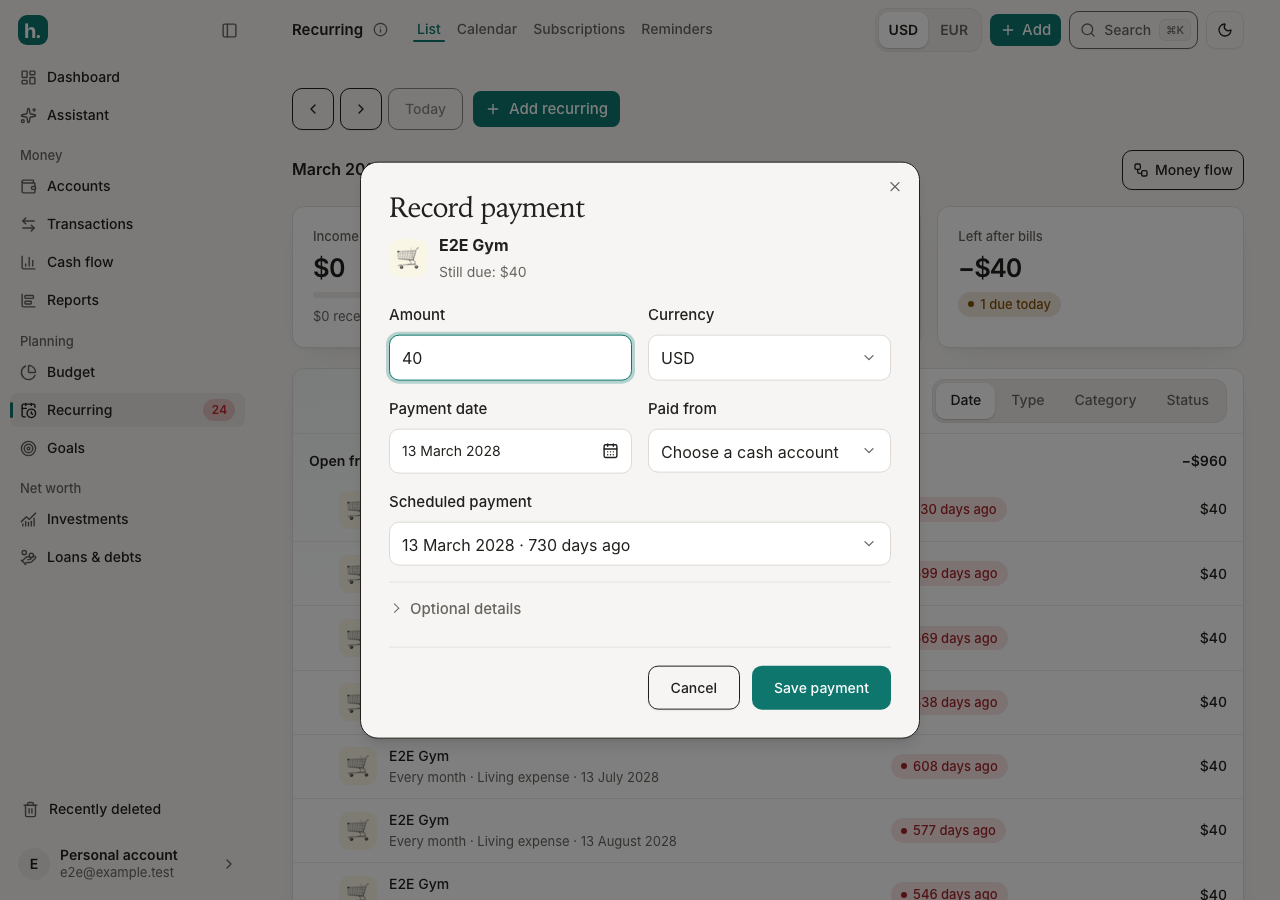 h.
Recurring
List
Calendar
Subscriptions
Reminders
USD
EUR
Add
Search
⌘K
Dashboard
Assistant
Money
Accounts
Transactions
Cash flow
Reports
Planning
Budget
Recurring
24
Goals
Net worth
Investments
Loans & debts
Recently deleted
E
Personal account
e2e@example.test
Today
Add recurring
Money flow
Income
$0
Left after bills
−$40
1 due today
Date
Type
Category
Status
−$960
$40
$40
$40
$40
E2E Gym
Every month · Living expense · 13 July 2028
608 days ago
$40
E2E Gym
Every month · Living expense · 13 August 2028
577 days ago
$40
E2E Gym
546 days ago
$40
Record payment
E2E Gym
Still due: $40
Amount
Currency
40
USD
Payment date
Paid from
13 March 2028
Choose a cash account
Scheduled payment
13 March 2028 · 730 days ago
Optional details
Cancel
Save payment